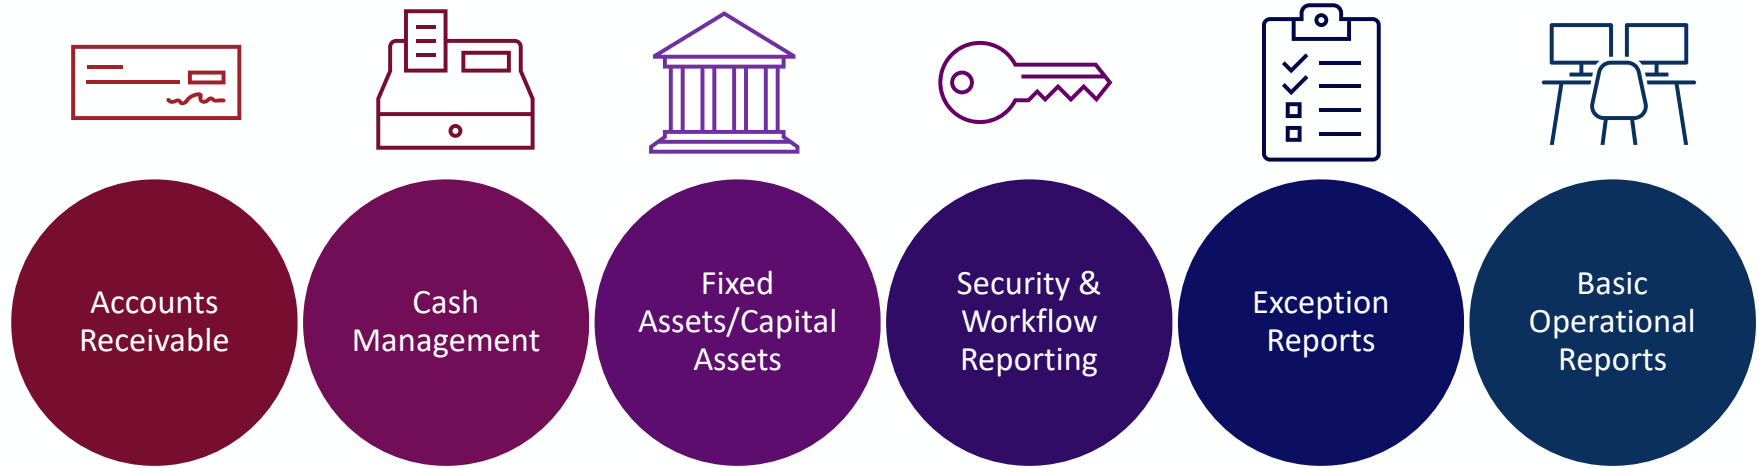 Accounts
Receivable
Cash
Management
Fixed
Assets/Capital
Assets
Security &
Workflow
Reporting
Exception
Reports
Basic
Operational
Reports